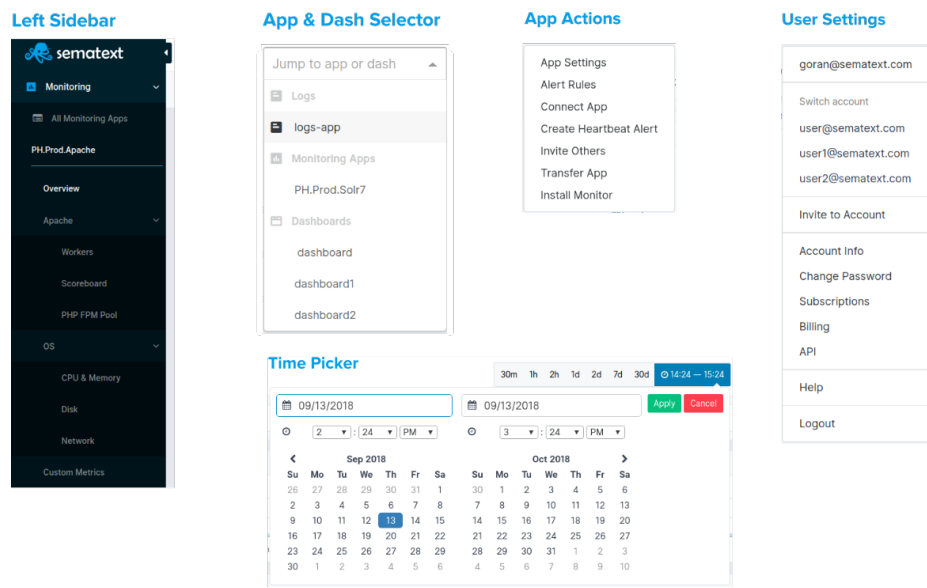 Left Sidebar
sematext
Monitoring
All Monitoring Apps
PH.Prod.Apache
Overview
Apache
Workers
Scoreboard
PHP FPM Pool
OS
CPU & Memory
Disk
Network
Custom Metrics
App & Dash Selector
Jump to app or dash
Logs
logs-app
Monitoring Apps
PH.Prod.Solr7
Dashboards
dashboard
dashboard1
dashboard2
App Actions
App Settings
Alert Rules
Connect App
Create Heartbeat Alert
Invite Others
Transfer App
Install Monitor
User Settings
goran@sematext.com
Switch account
user@sematext.com
user1@sematext.com
user2@sematext.com
Invite to Account
Account Info
Change Password
Subscriptions
Billing
API
Help
Logout
Time Picker
30m 1h 2h 1d 2d 7d 30d 14:24 — 15:24
09/13/2018 09/13/2018 Apply Cancel
2 : 24 PM 3 : 24 PM
Sep 2018 Oct 2018
Su Mo Tu We Th Fr Sa Su Mo Tu We Th Fr Sa
26 27 28 29 30 31 1 30 1 2 3 4 5 6
2 3 4 5 6 7 8 7 8 9 10 11 12 13
9 10 11 12 13 14 15 14 15 16 17 18 19 20
16 17 18 19 20 21 22 21 22 23 24 25 26 27
23 24 25 26 27 28 29 28 29 30 31 1 2 3
30 1 2 3 4 5 6 4 5 6 7 8 9 10